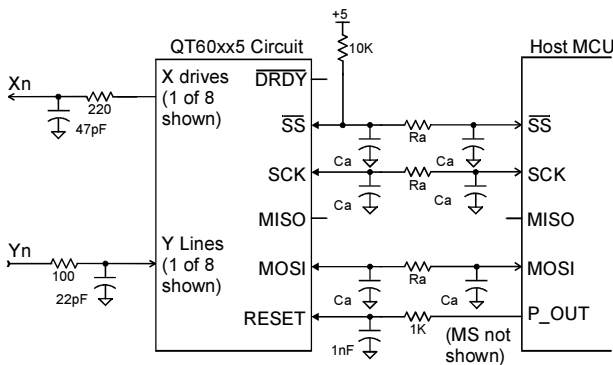 +5
QT60xx5 Circuit
10K
Host MCU
Xn
X drives
(1 of 8
shown)
DRDY
220
47pF
SS
Ca
Ra
Ca
SS
SCK
Ca
Ra
Ca
SCK
MISO
MISO
Yn
Y Lines
(1 of 8
shown)
100
22pF
MOSI
Ca
Ra
Ca
MOSI
RESET
1nF
1K
(MS not
shown)
P_OUT